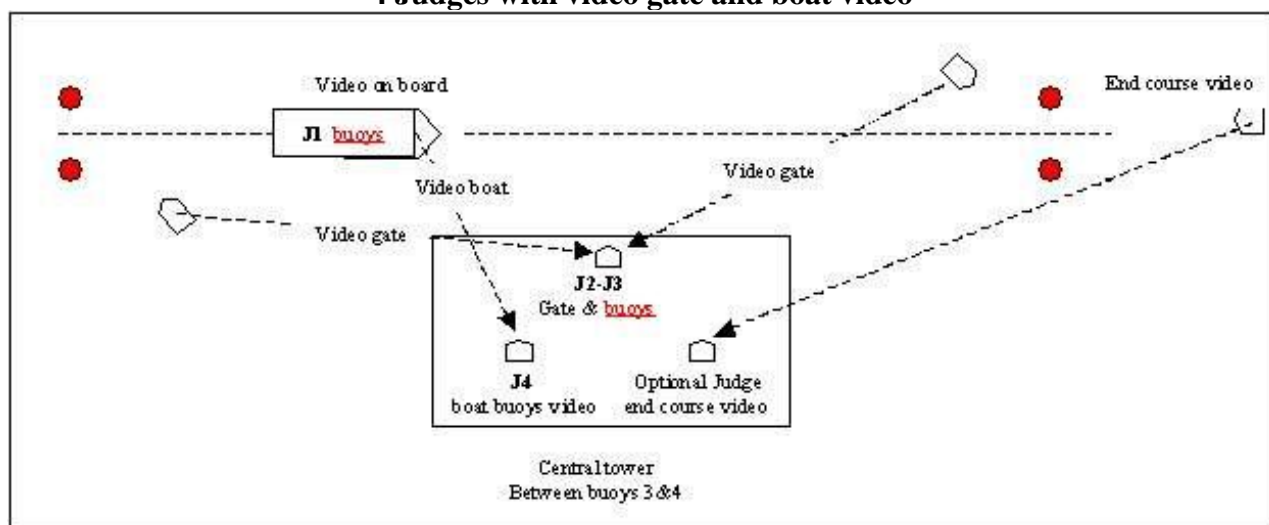 4 Judges with video gate and boat video
Video on board
End course video
J1 buoys
Video boat
Video gate
Video gate
J2-J3
Gate & buoys
J4
boat buoys video
Optional Judge
end course video
Central tower
Between buoys 3 &4